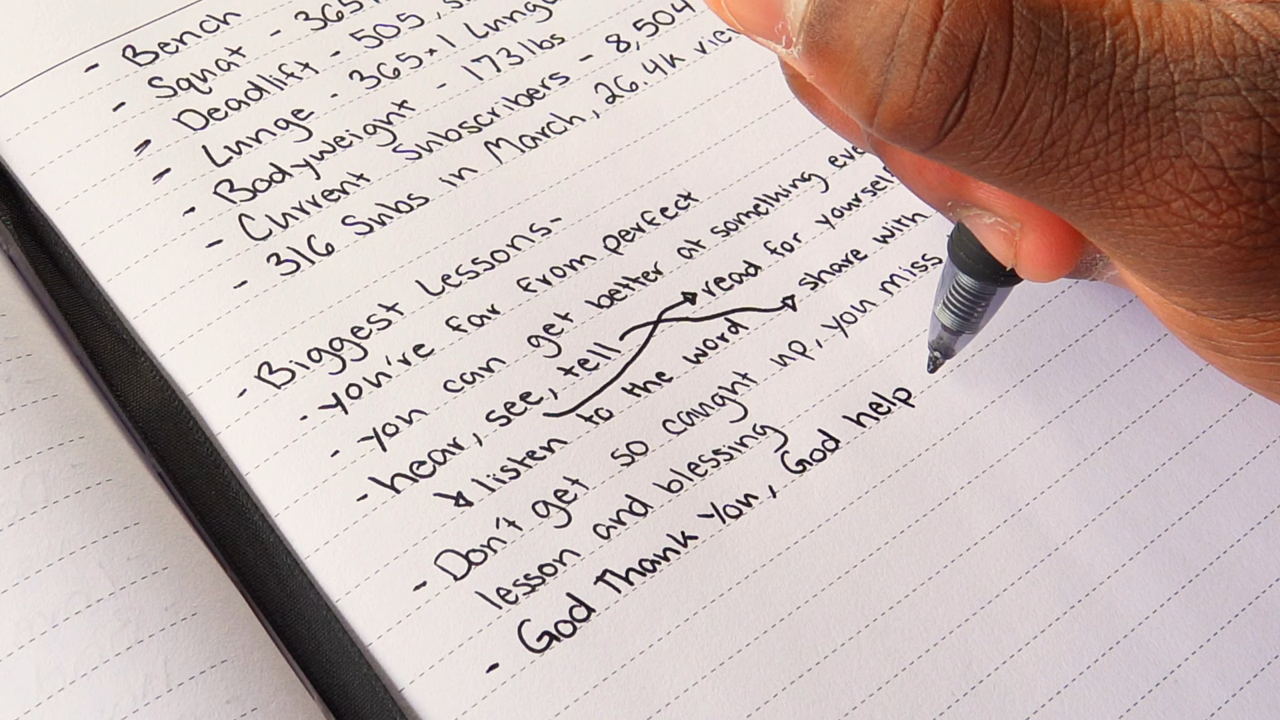 - Bench
- Squat - 365
- Deadlift - 505,
- Lunge - 365×1 Lunge
- Bodyweight - 173lbs
- Current Subscribers - 8,504
- 316 Subs in March, 26.4k
- Biggest Lessons-
- you're far from perfect
- you can get better at something
- hear, see, tell read for yourself
listen to the word share with
- Don't get so caught up, you miss
lesson and blessing
- God Thank You, God help